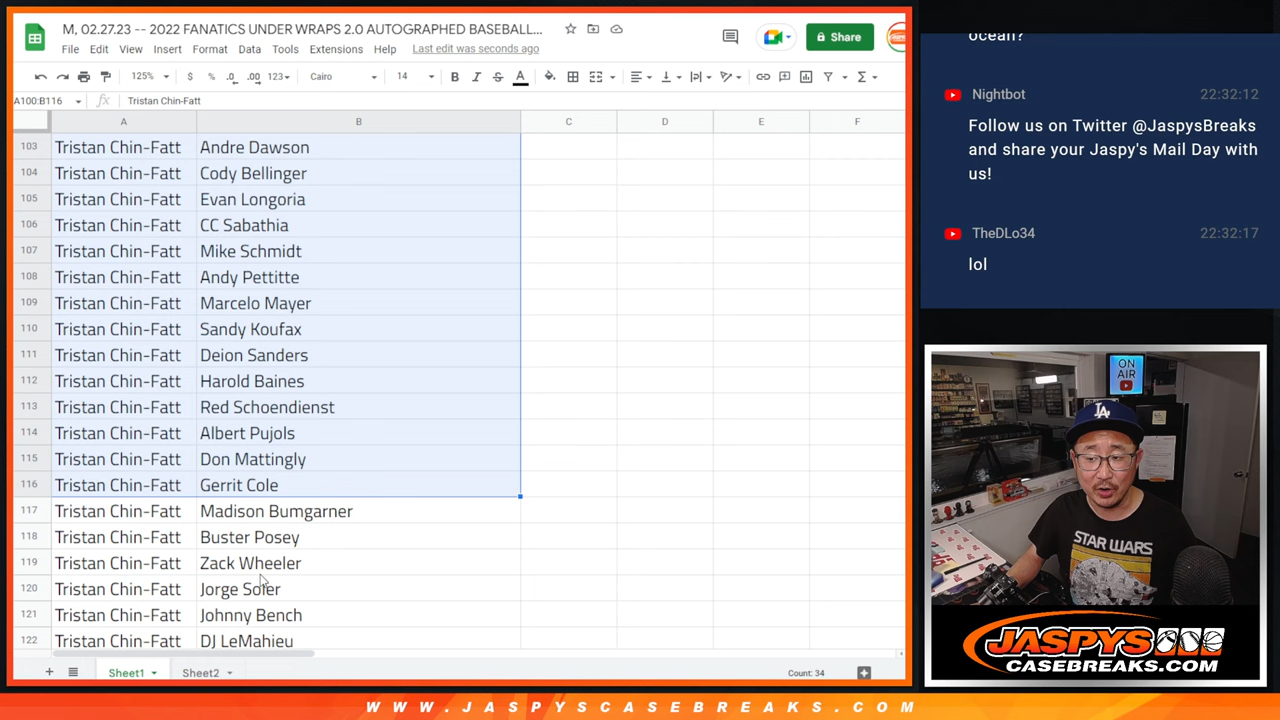 M, 02.27.23 -- 2022 FANATICS UNDER WRAPS 2.0 AUTOGRAPHED BASEBALL...
File Edit View Insert Format Data Tools Extensions Help Last edit was seconds ago
Share
125% $ % .0 .00 123 Cairo 14 B I S A
A100:B116 fx Tristan Chin-Fatt
A B C D E F
103 Tristan Chin-Fatt Andre Dawson
104 Tristan Chin-Fatt Cody Bellinger
105 Tristan Chin-Fatt Evan Longoria
106 Tristan Chin-Fatt CC Sabathia
107 Tristan Chin-Fatt Mike Schmidt
108 Tristan Chin-Fatt Andy Pettitte
109 Tristan Chin-Fatt Marcelo Mayer
110 Tristan Chin-Fatt Sandy Koufax
111 Tristan Chin-Fatt Deion Sanders
112 Tristan Chin-Fatt Harold Baines
113 Tristan Chin-Fatt Red Schoendienst
114 Tristan Chin-Fatt Albert Pujols
115 Tristan Chin-Fatt Don Mattingly
116 Tristan Chin-Fatt Gerrit Cole
117 Tristan Chin-Fatt Madison Bumgarner
118 Tristan Chin-Fatt Buster Posey
119 Tristan Chin-Fatt Zack Wheeler
120 Tristan Chin-Fatt Jorge Soler
121 Tristan Chin-Fatt Johnny Bench
122 Tristan Chin-Fatt DJ LeMahieu
Sheet1 Sheet2 Count: 34
ocean?
Nightbot 22:32:12
Follow us on Twitter @JaspysBreaks
and share your Jaspy's Mail Day with
us!
TheDLo34 22:32:17
lol
ON
AIR
LA
STAR WARS
JASPYS
CASEBREAKS.COM
WWW.JASPYSCASEBREAKS.COM